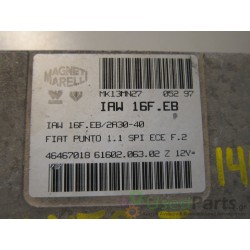 MAGNETI
MARELLI
MK13MN27 052 97
IAW 16F.EB
IAW 16F.EB/2A30-40
FIAT PUNTO 1.1 SPI ECE F.2
46467018 61602.063.02 Z 12V=
14